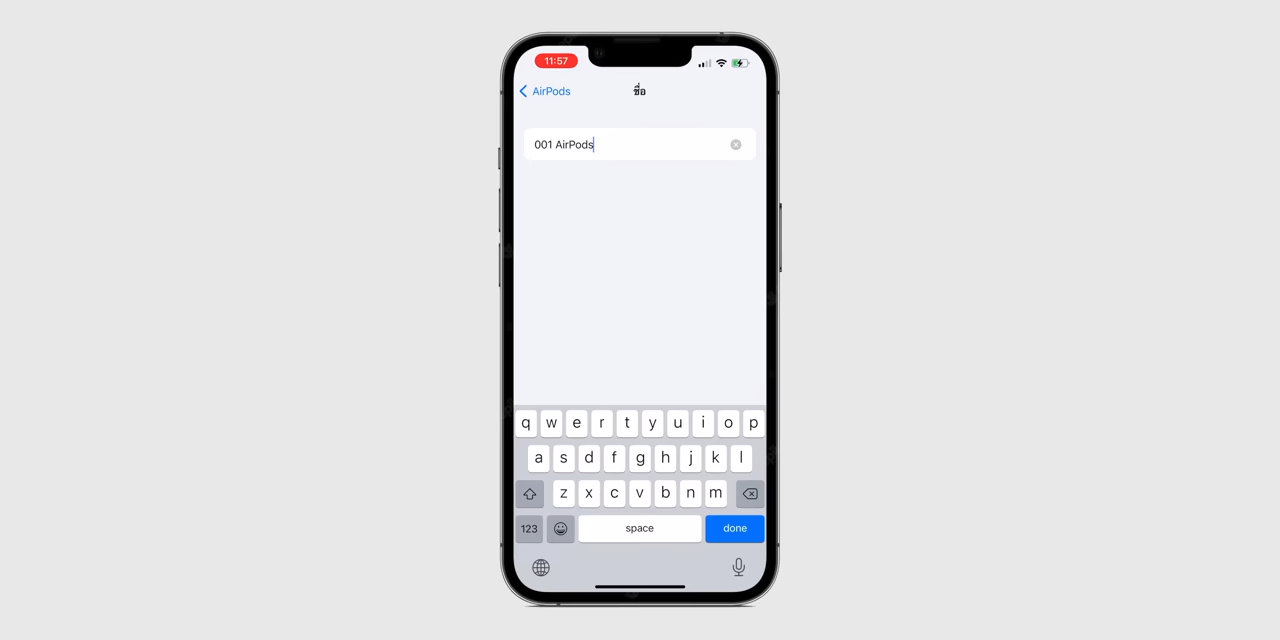 11:57
AirPods
ชื่อ
001 AirPods
q w e r t y u i o p
a s d f g h j k l
z x c v b n m
123 space done